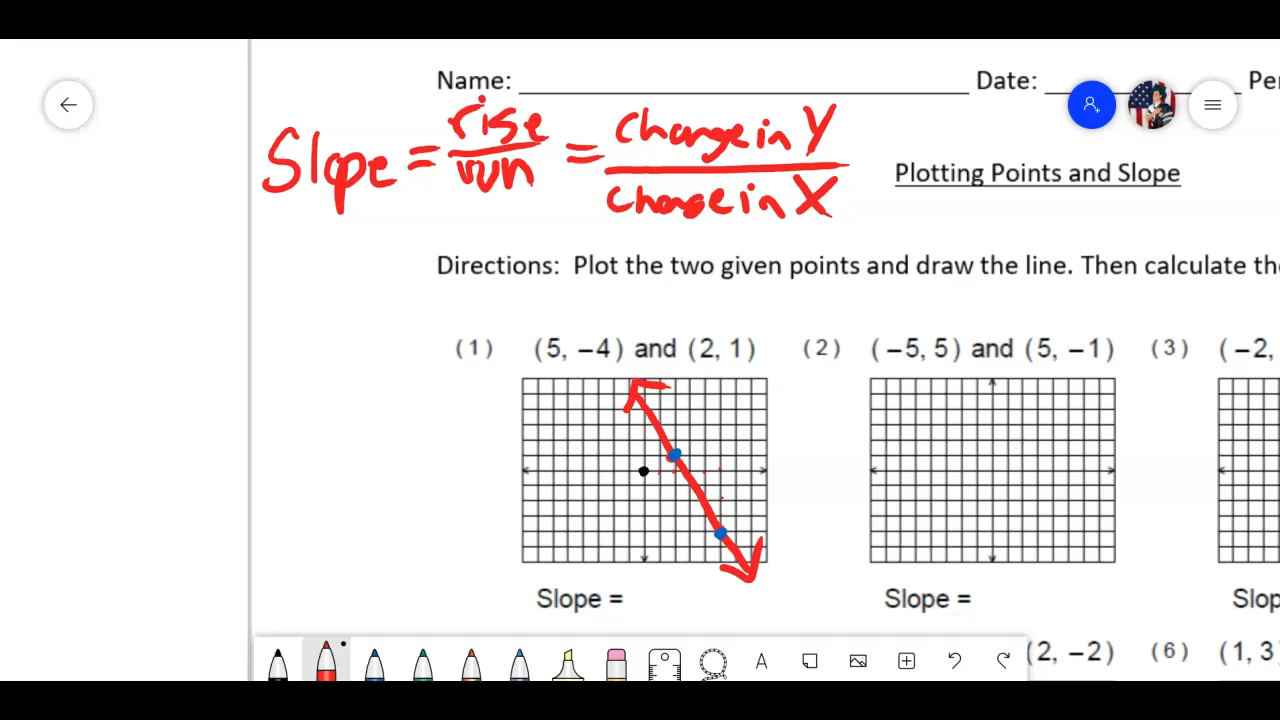 Name: Date: Per
Slope = rise/run = change in Y/change in X
Plotting Points and Slope
Directions: Plot the two given points and draw the line. Then calculate the
(1) (5, −4) and (2, 1) (2) (−5, 5) and (5, −1) (3) (−2,
Slope = Slope = Slop
(2, −2) (6) (1, 3)